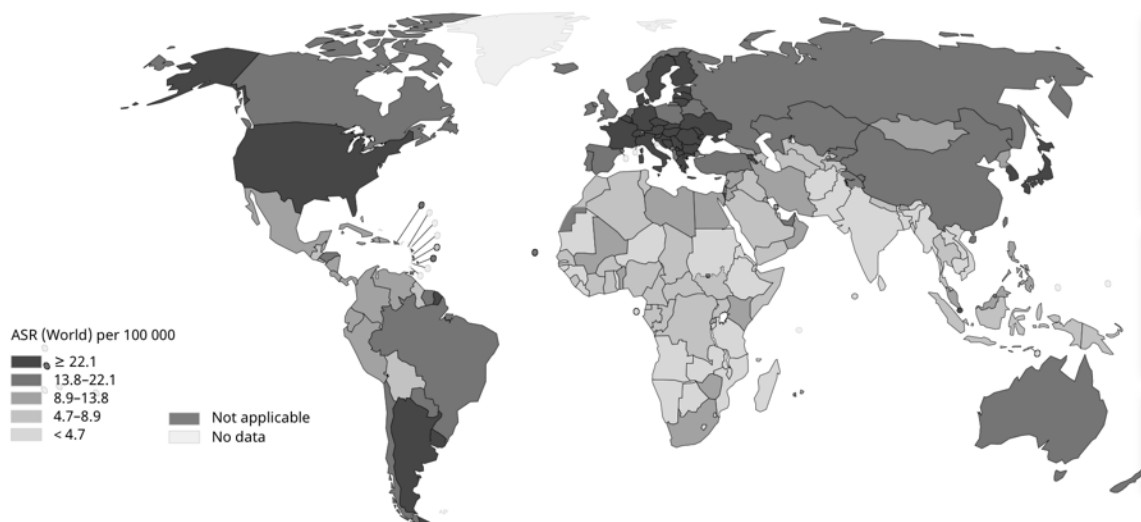 ASR (World) per 100 000
≥ 22.1
13.8–22.1
8.9–13.8
4.7–8.9
< 4.7
Not applicable
No data